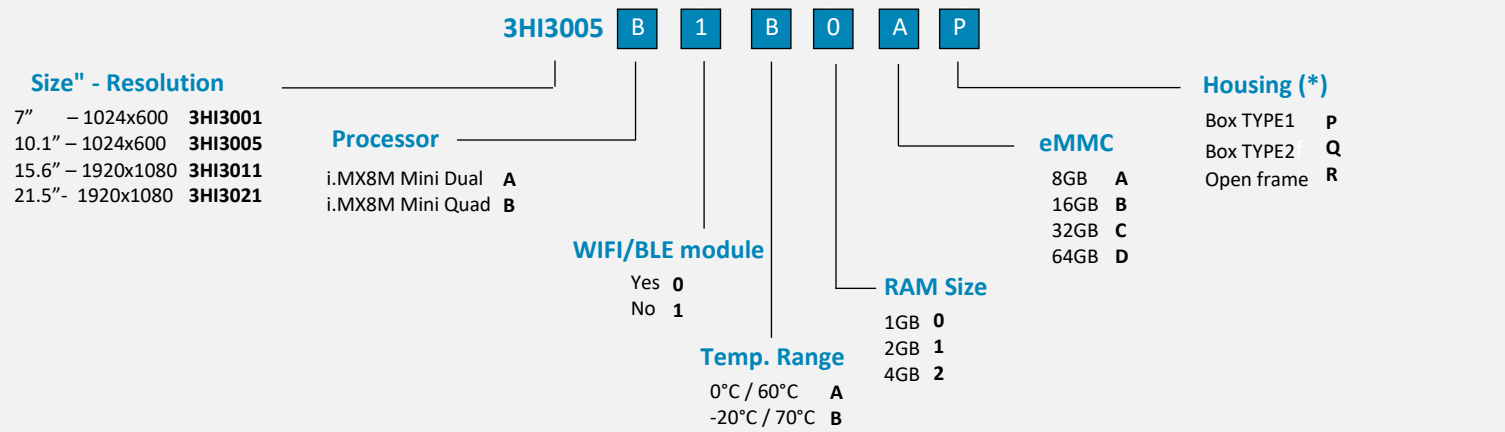 3HI3005 B 1 B 0 A P
Size" - Resolution
7” – 1024x600 3HI3001
10.1” – 1024x600 3HI3005
15.6” – 1920x1080 3HI3011
21.5”- 1920x1080 3HI3021
Processor
i.MX8M Mini Dual A
i.MX8M Mini Quad B
WIFI/BLE module
Yes 0
No 1
Temp. Range
0°C / 60°C A
-20°C / 70°C B
RAM Size
1GB 0
2GB 1
4GB 2
eMMC
8GB A
16GB B
32GB C
64GB D
Housing (*)
Box TYPE1 P
Box TYPE2 Q
Open frame R